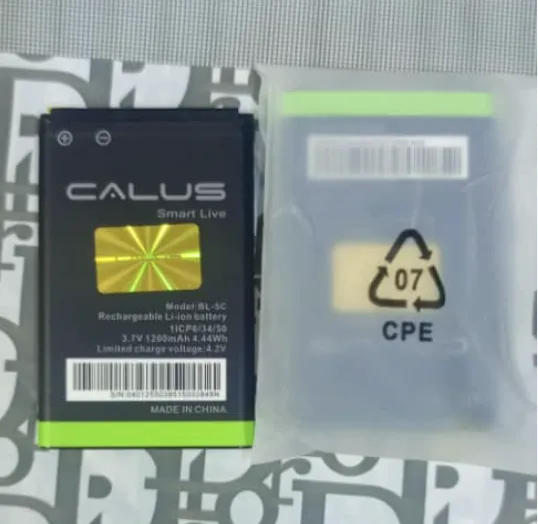 CALUS
Smart Live
Model:BL-5C
Rechargeable Li-ion battery
1ICP6/34/50
3.7V 1200mAh 4.44Wh
Limited charge voltage:4.2V
MADE IN CHINA
07
CPE